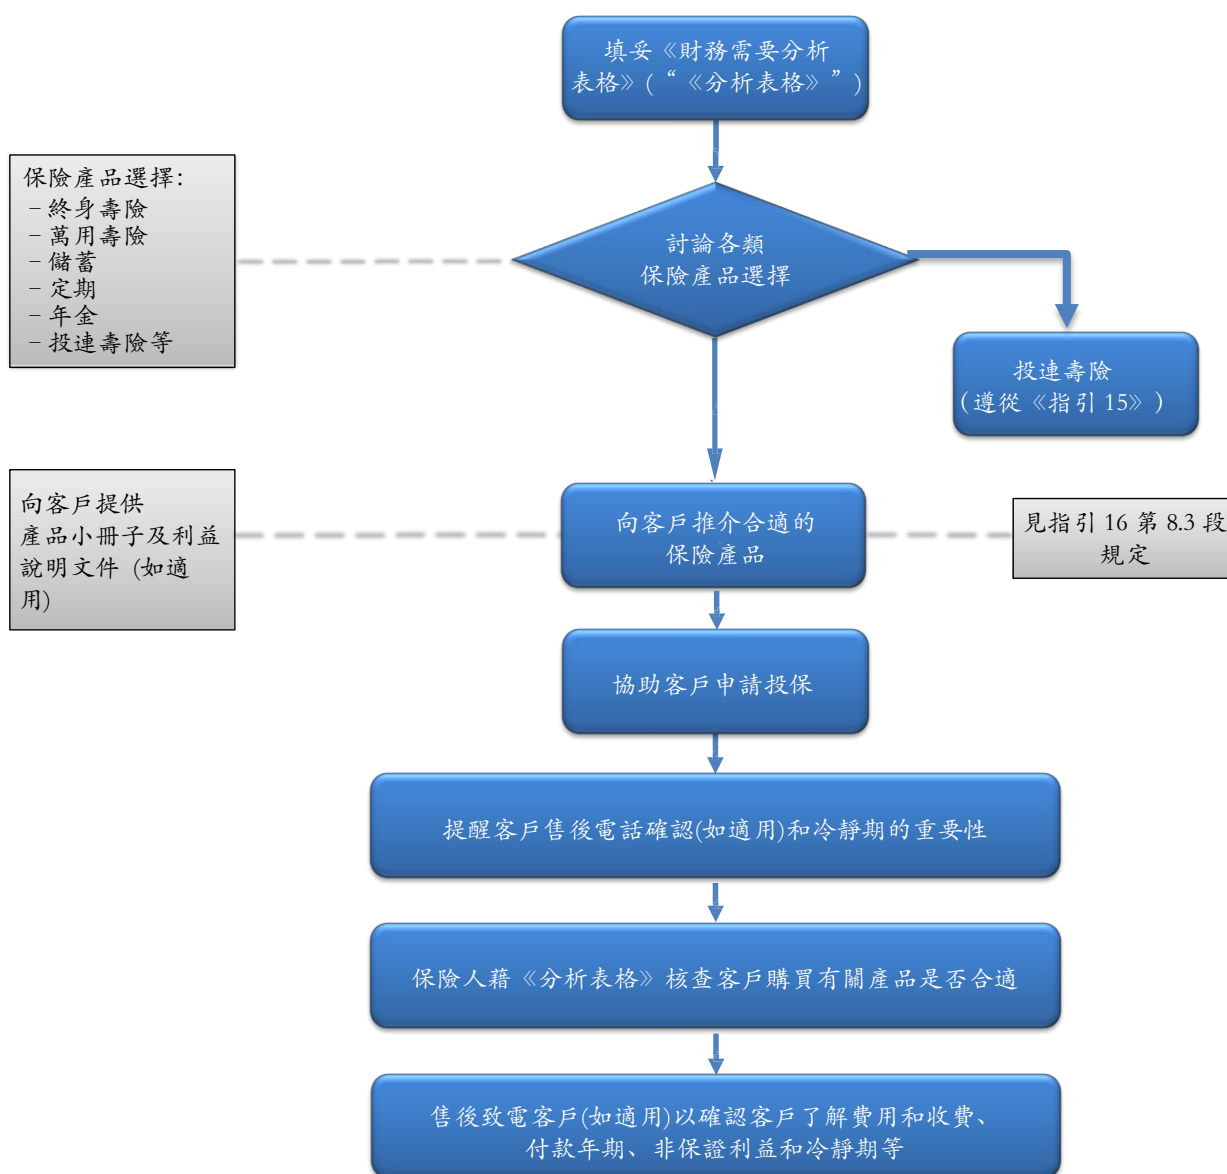 填妥《財務需要分析
表格》(“《分析表格》”)
保險產品選擇:
– 終身壽險
– 萬用壽險
– 儲蓄
– 定期
– 年金
– 投連壽險等
討論各類
保險產品選擇
投連壽險
(遵從《指引 15》)
向客戶提供
產品小冊子及利益
說明文件 (如適
用)
向客戶推介合適的
保險產品
見指引 16 第 8.3 段
規定
協助客戶申請投保
提醒客戶售後電話確認(如適用)和冷靜期的重要性
保險人藉《分析表格》核查客戶購買有關產品是否合適
售後致電客戶(如適用)以確認客戶了解費用和收費、
付款年期、非保證利益和冷靜期等